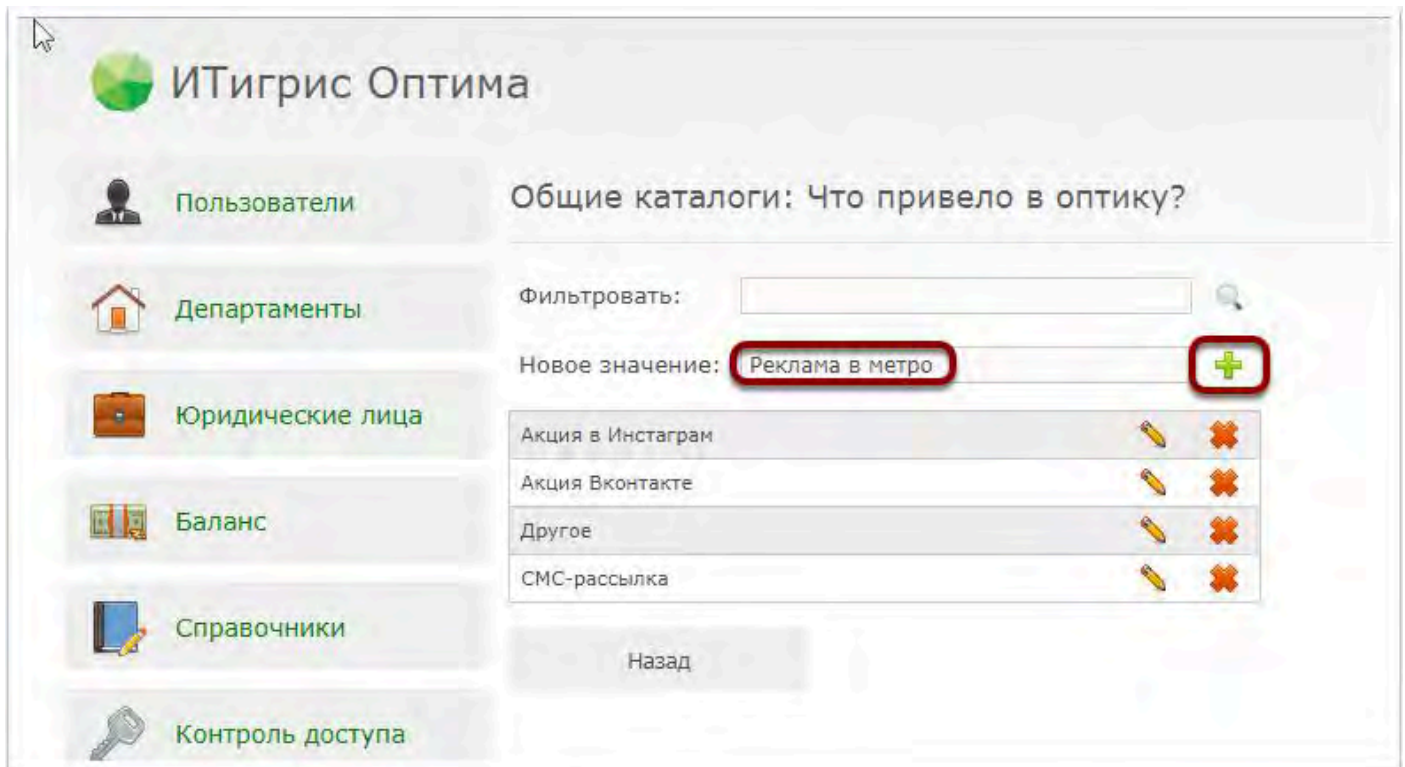 ИТигрис Оптима
Пользователи
Департаменты
Юридические лица
Баланс
Справочники
Контроль доступа
Общие каталоги: Что привело в оптику?
Фильтровать:
Новое значение: Реклама в метро
Акция в Инстаграм
Акция Вконтакте
Другое
СМС-рассылка
Назад